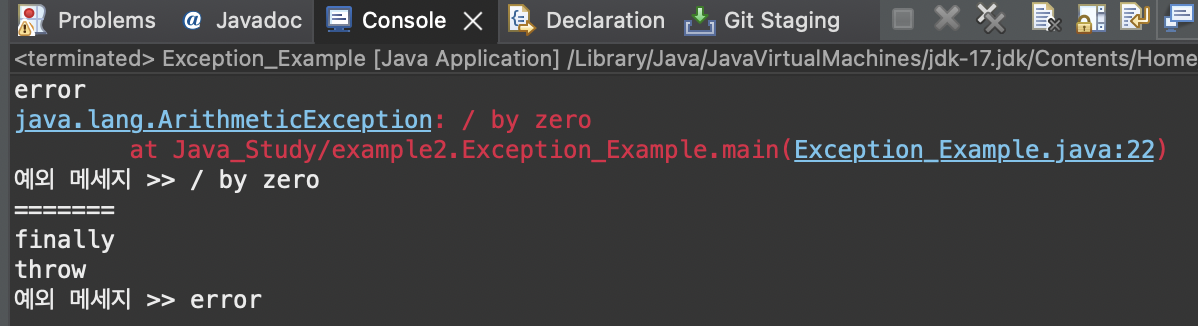 Problems @ Javadoc Console Declaration Git Staging
<terminated> Exception_Example [Java Application] /Library/Java/JavaVirtualMachines/jdk-17.jdk/Contents/Home
error
java.lang.ArithmeticException: / by zero
at Java_Study/example2.Exception_Example.main(Exception_Example.java:22)
예외 메세지 >> / by zero
=======
finally
throw
예외 메세지 >> error